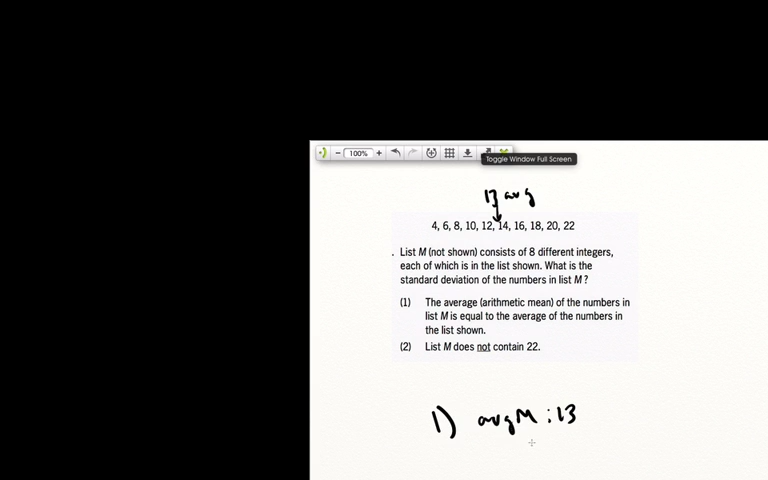 100%
Toggle Window Full Screen
13 avg
4, 6, 8, 10, 12, 14, 16, 18, 20, 22
. List M (not shown) consists of 8 different integers,
each of which is in the list shown. What is the
standard deviation of the numbers in list M ?
(1) The average (arithmetic mean) of the numbers in
list M is equal to the average of the numbers in
the list shown.
(2) List M does not contain 22.
1) avg M : 13